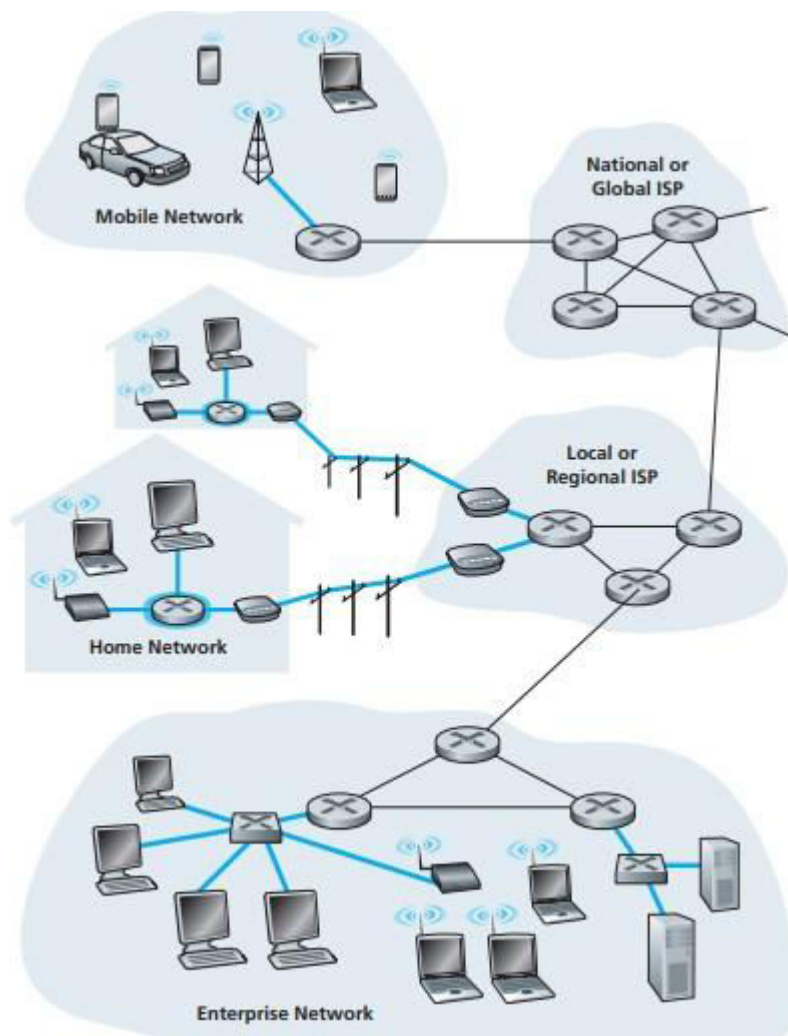 National or
Global ISP
Mobile Network
Local or
Regional ISP
Home Network
Enterprise Network